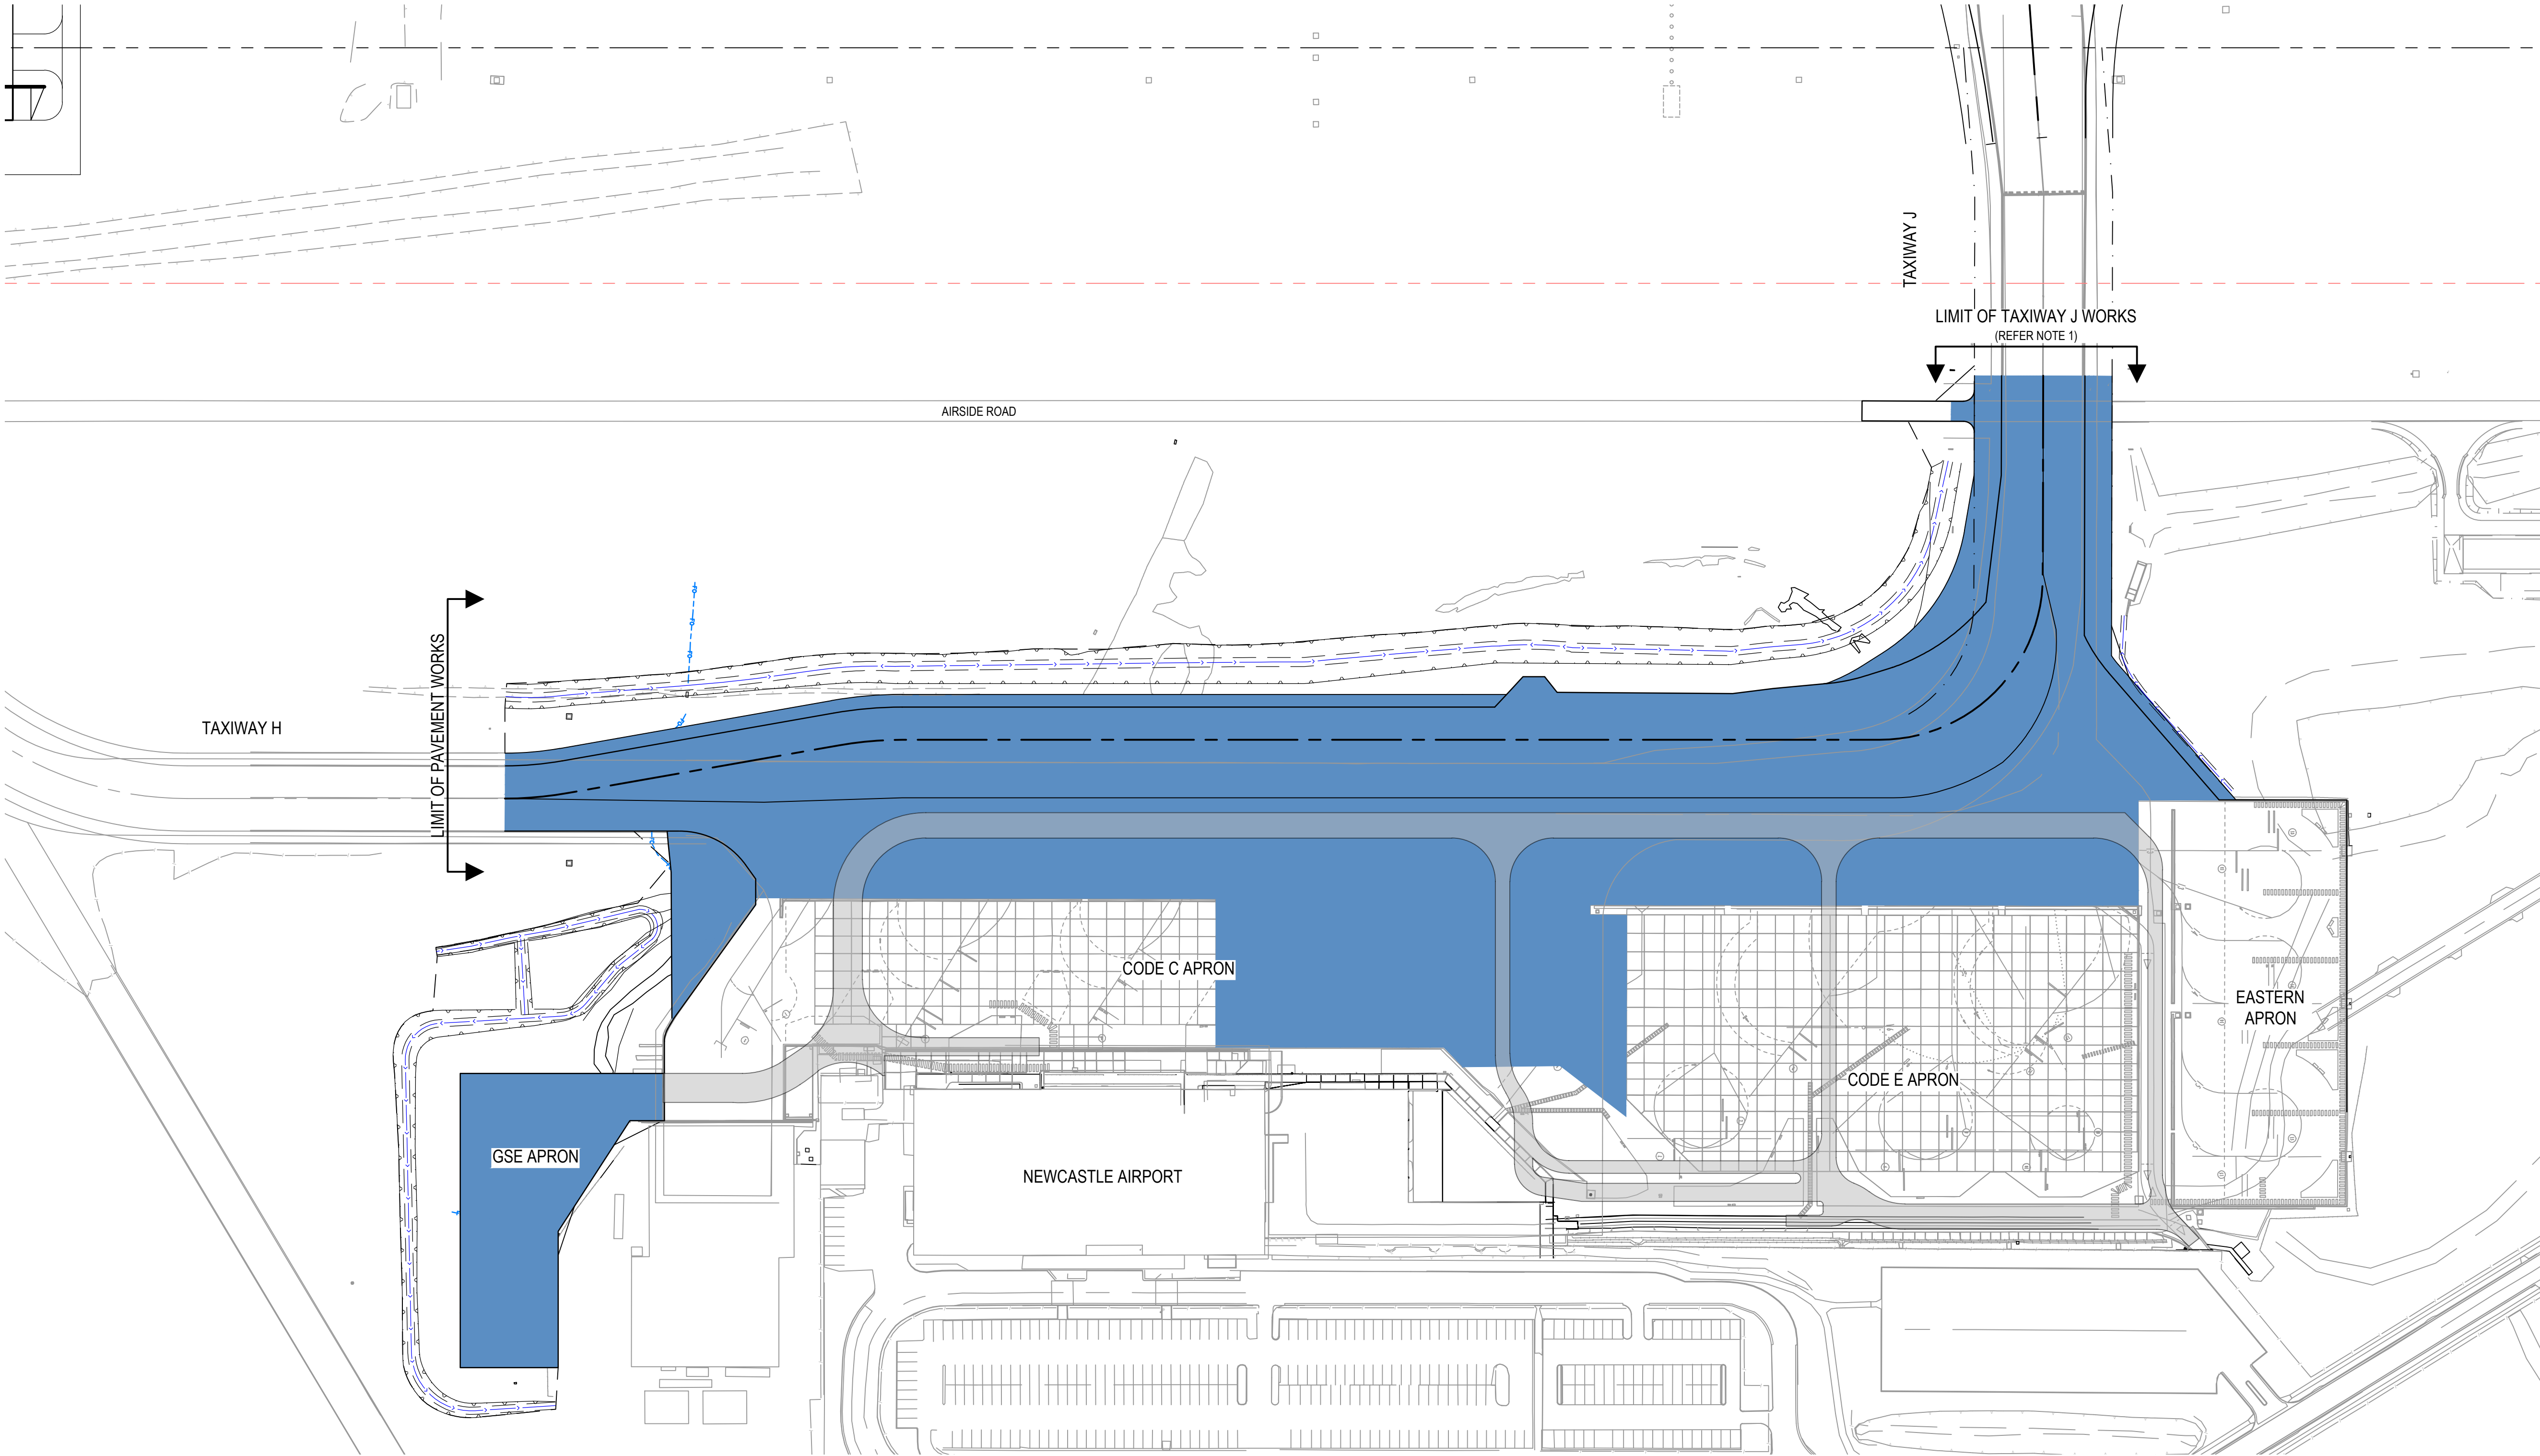 TAXIWAY J
LIMIT OF TAXIWAY J WORKS
(REFER NOTE 1)
AIRSIDE ROAD
LIMIT OF PAVEMENT WORKS
TAXIWAY H
CODE C APRON
EASTERN
APRON
CODE E APRON
GSE APRON
NEWCASTLE AIRPORT